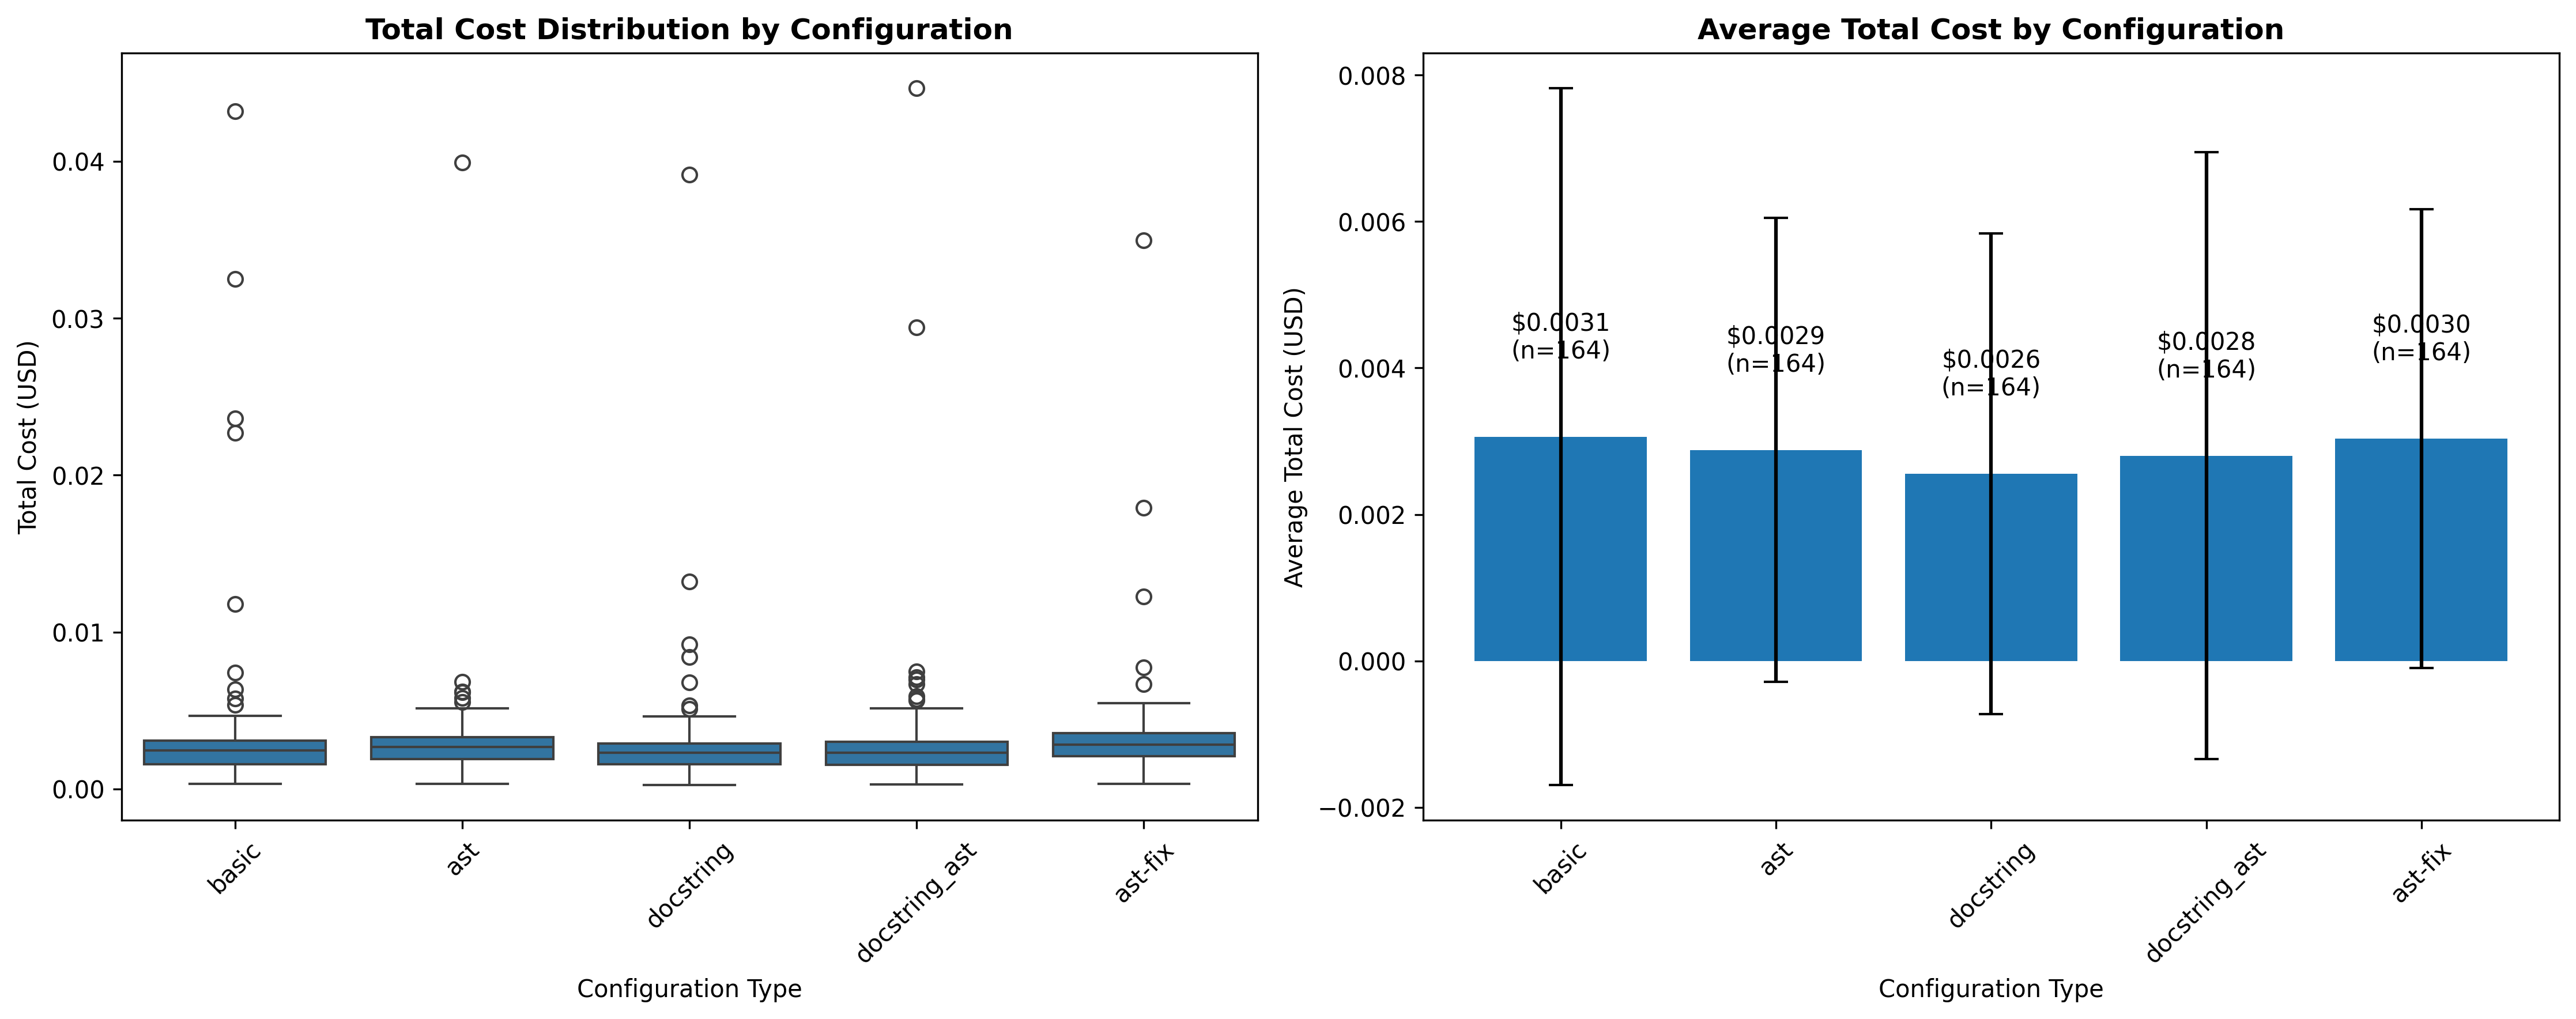 Total Cost Distribution by Configuration
Total Cost (USD)
0.04
0.03
0.02
0.01
0.00
basic
ast
docstring
docstring_ast
ast-fix
Configuration Type
Average Total Cost by Configuration
Average Total Cost (USD)
0.008
0.006
0.004
0.002
0.000
−0.002
$0.0031
(n=164)
$0.0029
(n=164)
$0.0026
(n=164)
$0.0028
(n=164)
$0.0030
(n=164)
basic
ast
docstring
docstring_ast
ast-fix
Configuration Type